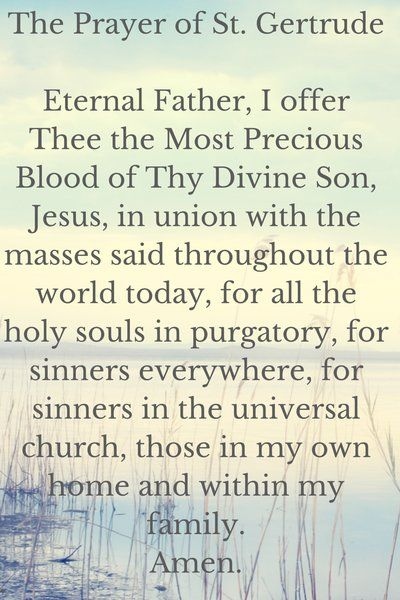 The Prayer of St. Gertrude
Eternal Father, I offer
Thee the Most Precious
Blood of Thy Divine Son,
Jesus, in union with the
masses said throughout the
world today, for all the
holy souls in purgatory, for
sinners everywhere, for
sinners in the universal
church, those in my own
home and within my
family.
Amen.